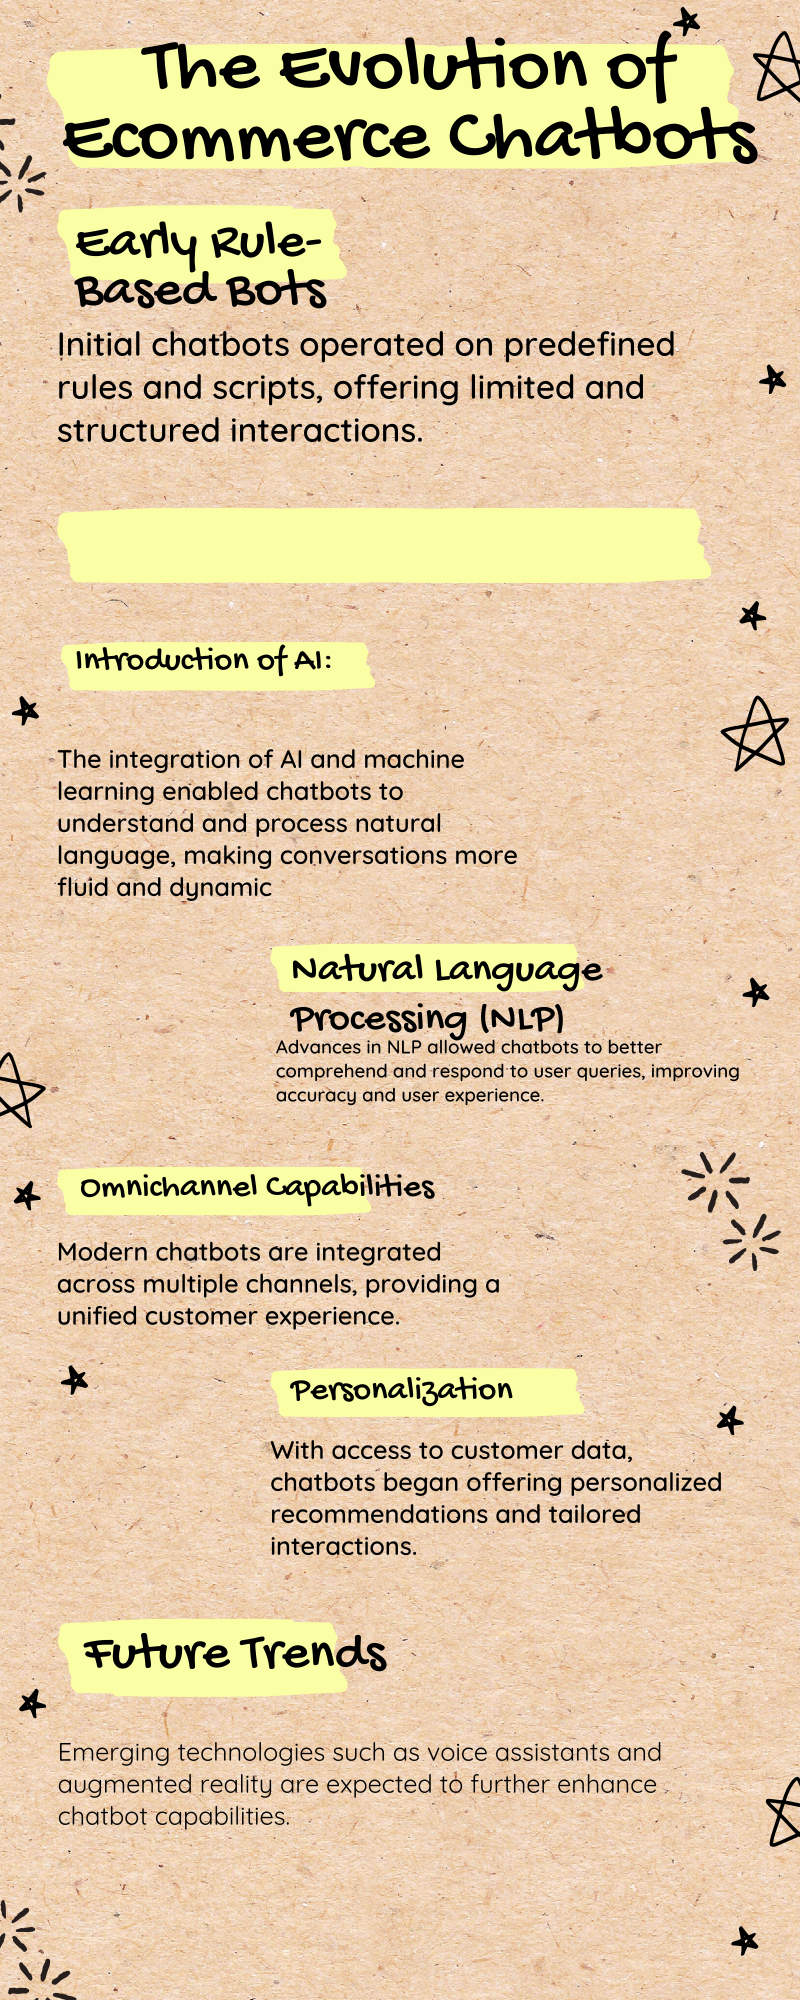 The Evolution of
Ecommerce Chatbots
Early Rule-
Based Bots
Initial chatbots operated on predefined
rules and scripts, offering limited and
structured interactions.
Introduction of AI:
The integration of AI and machine
learning enabled chatbots to
understand and process natural
language, making conversations more
fluid and dynamic
Natural Language
Processing (NLP)
Advances in NLP allowed chatbots to better
comprehend and respond to user queries, improving
accuracy and user experience.
Omnichannel Capabilities
Modern chatbots are integrated
across multiple channels, providing a
unified customer experience.
Personalization
With access to customer data,
chatbots began offering personalized
recommendations and tailored
interactions.
Future Trends
Emerging technologies such as voice assistants and
augmented reality are expected to further enhance
chatbot capabilities.